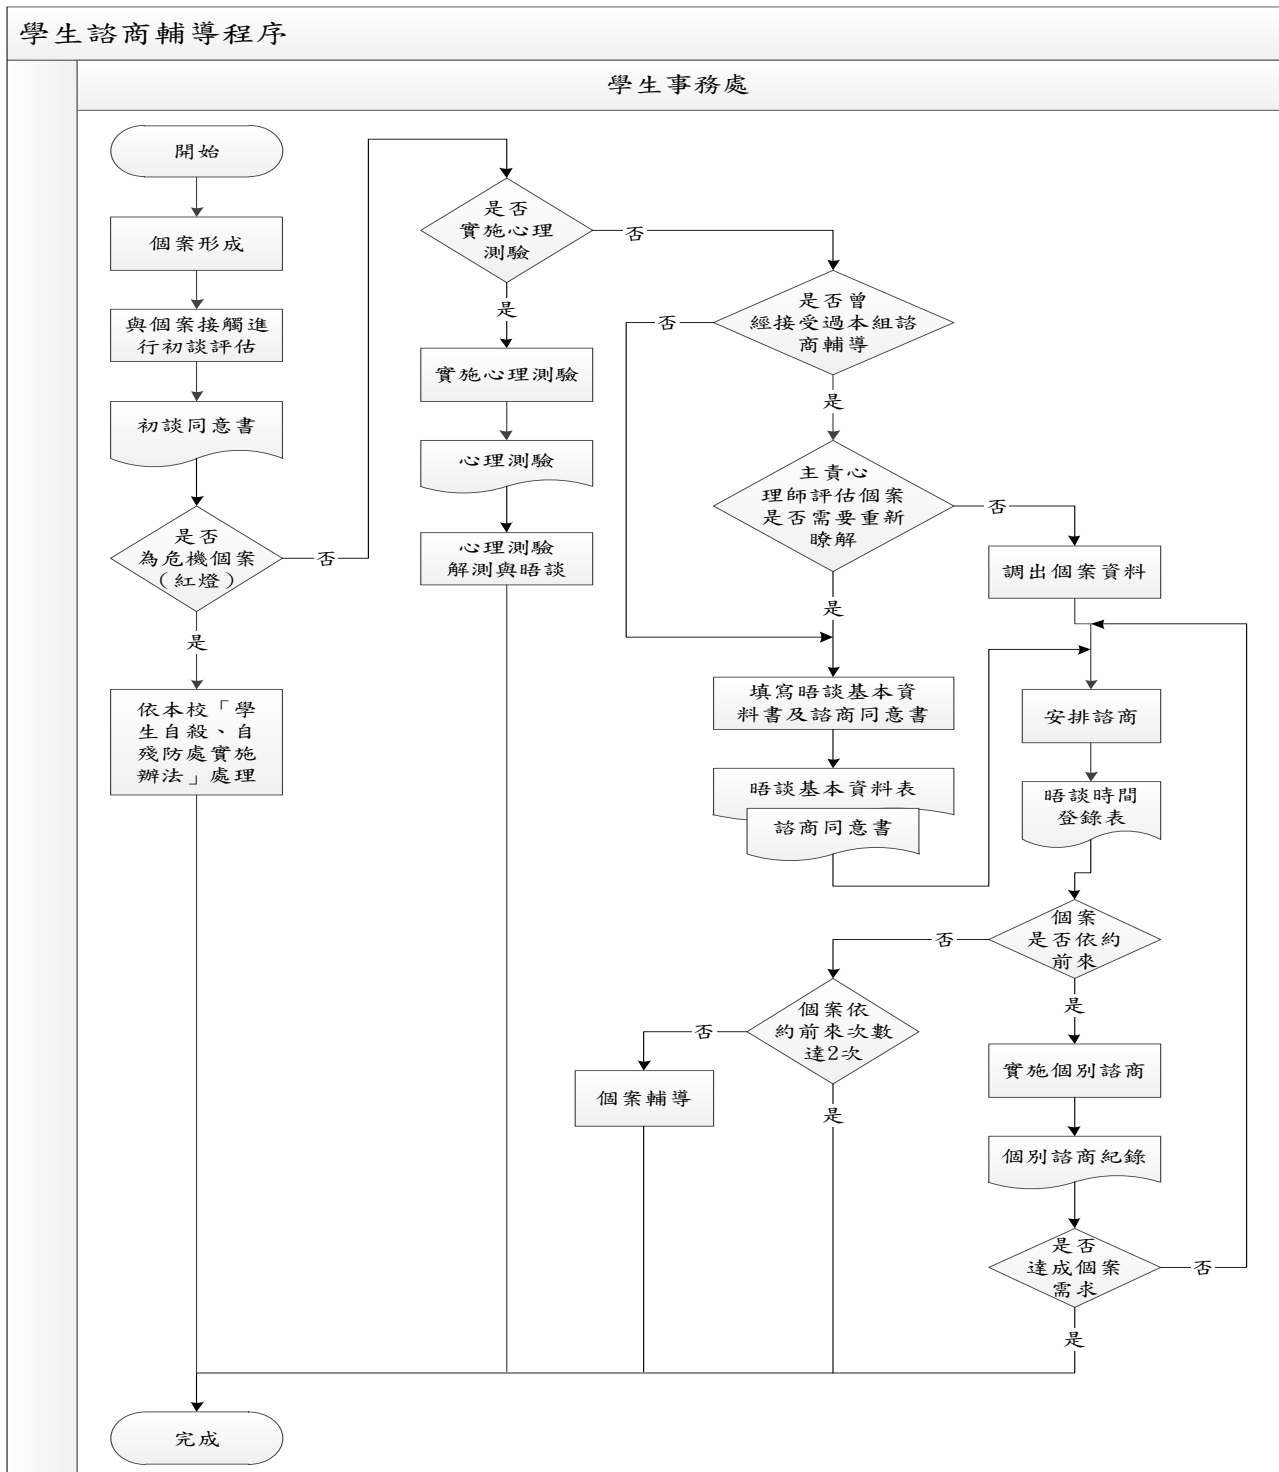 學生諮商輔導程序
學生事務處
開始
個案形成
與個案接觸進
行初談評估
初談同意書
是否
為危機個案
（紅燈）
否
是
依本校「學
生自殺、自
殘防處實施
辦法」處理
是否
實施心理
測驗
否
是
實施心理測驗
心理測驗
心理測驗
解測與晤談
是否曾
經接受過本組諮
商輔導
否
是
主責心
理師評估個案
是否需要重新
瞭解
否
是
調出個案資料
填寫晤談基本資
料書及諮商同意書
晤談基本資料表
諮商同意書
安排諮商
晤談時間
登錄表
個案
是否依約
前來
否
是
個案依
約前來次數
達2次
否
是
個案輔導
實施個別諮商
個別諮商紀錄
是否
達成個案
需求
否
是
完成